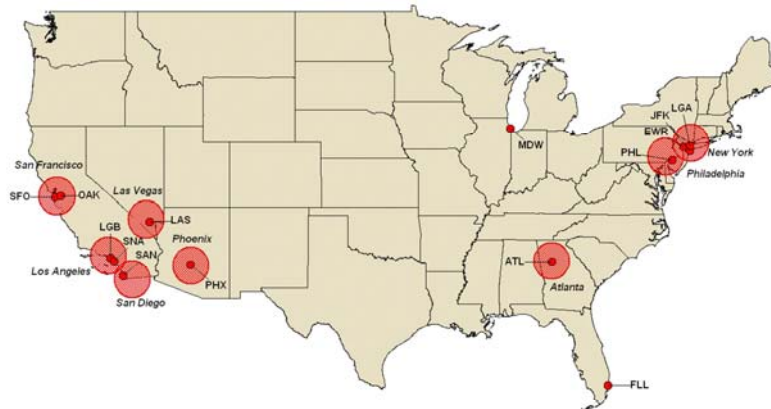 JFK
LGA
EWR
New York
PHL
Philadelphia
MDW
San Francisco
SFO
OAK
Las Vegas
LAS
LGB
SNA
SAN
Los Angeles
San Diego
Phoenix
PHX
ATL
Atlanta
FLL